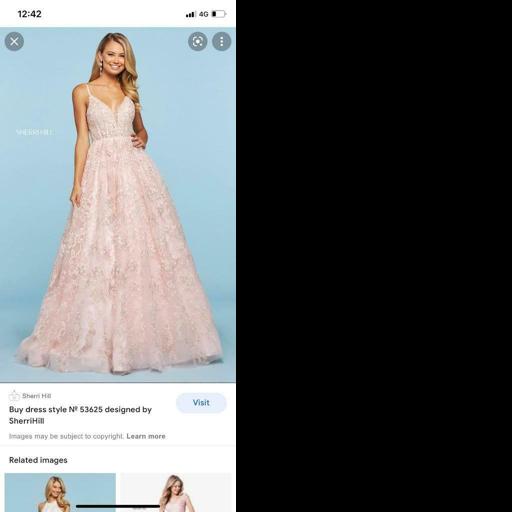 12:42
4G
SHERRI HILL
Sherri Hill
Visit
Buy dress style Nº 53625 designed by
SherriHill
Images may be subject to copyright. Learn more
Related images